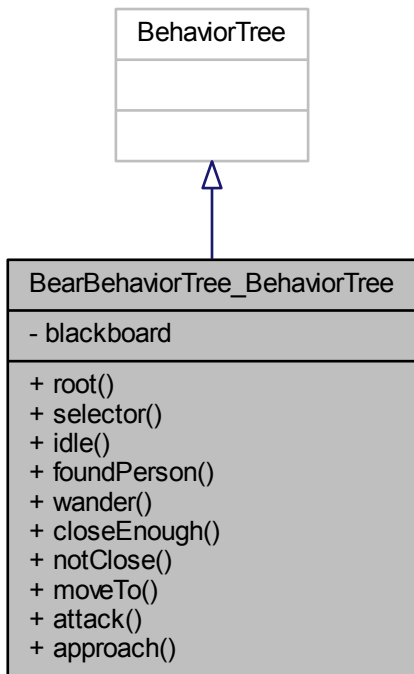 BehaviorTree
BearBehaviorTree_BehaviorTree
- blackboard
+ root()
+ selector()
+ idle()
+ foundPerson()
+ wander()
+ closeEnough()
+ notClose()
+ moveTo()
+ attack()
+ approach()